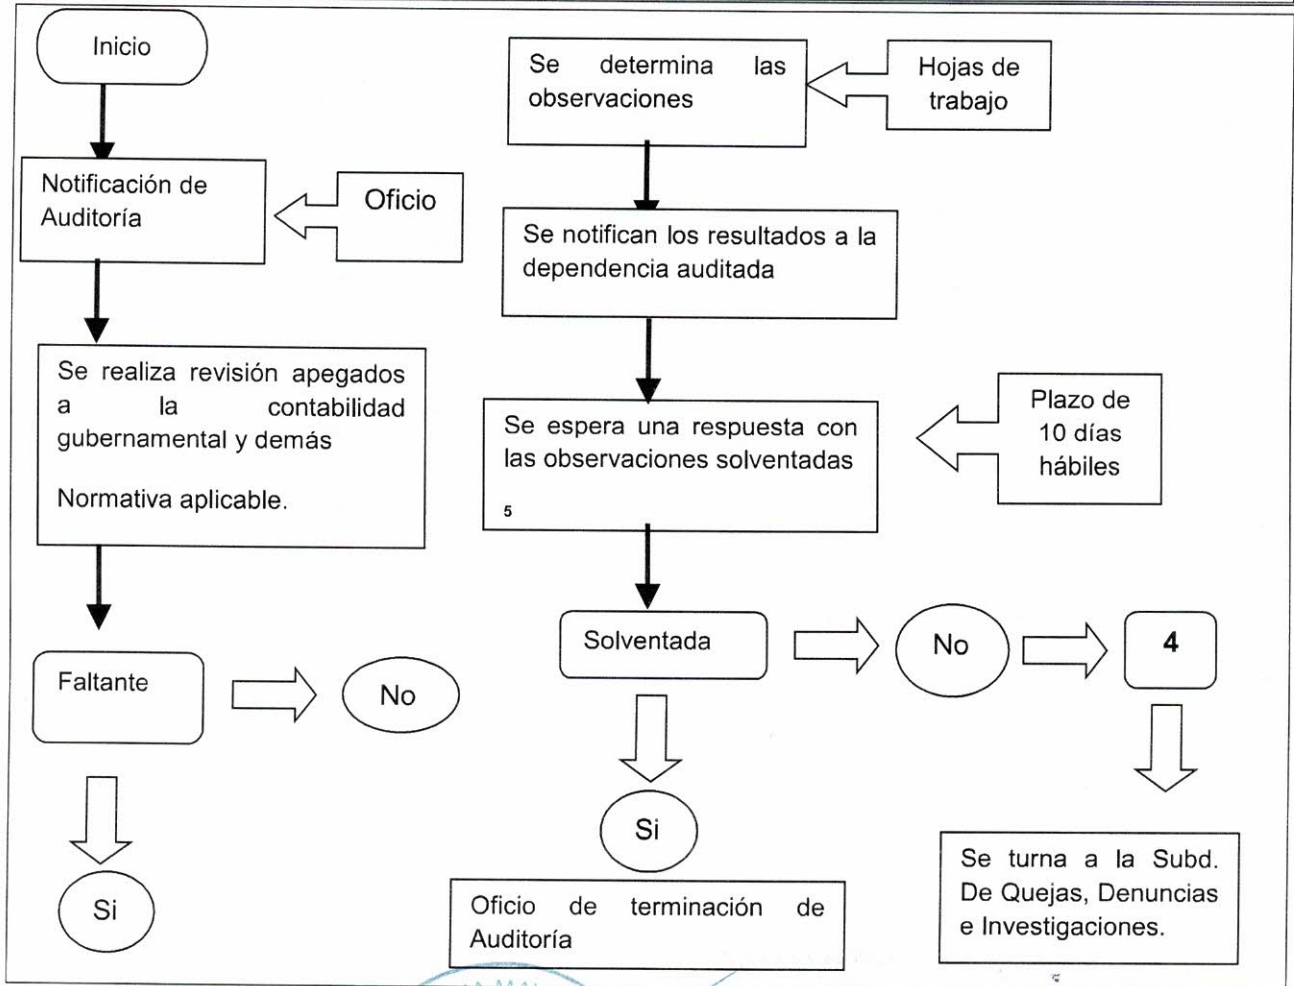 Inicio
Notificación de
Auditoría
Oficio
Se realiza revisión apegados
a la contabilidad
gubernamental y demás
Normativa aplicable.
Faltante
No
Si
Se determina las
observaciones
Hojas de
trabajo
Se notifican los resultados a la
dependencia auditada
Se espera una respuesta con
las observaciones solventadas
5
Plazo de
10 días
hábiles
Solventada
No
4
Si
Oficio de terminación de
Auditoría
Se turna a la Subd.
De Quejas, Denuncias
e Investigaciones.